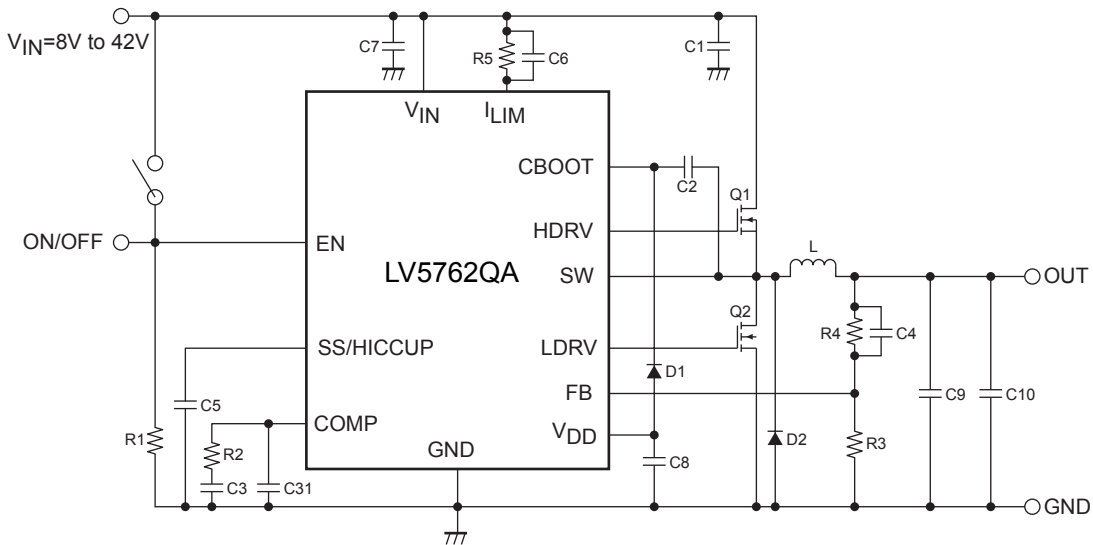 VIN=8V to 42V
C7
R5
C6
C1
VIN
ILIM
CBOOT
C2
Q1
ON/OFF
EN
HDRV
L
LV5762QA
SW
OUT
Q2
R4
C4
SS/HICCUP
LDRV
D1
FB
C5
C9
C10
R1
COMP
VDD
R2
GND
C8
D2
R3
C3
C31
GND